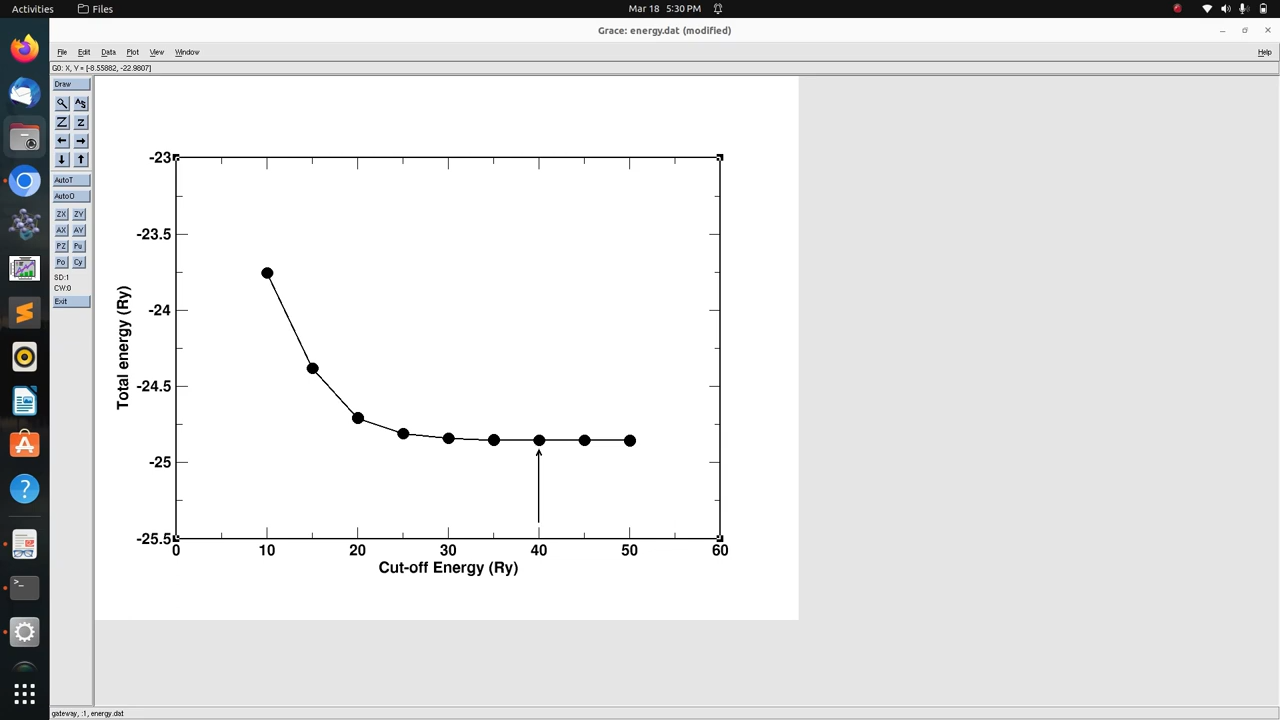 Activities Files Mar 18 5:30 PM
Grace: energy.dat (modified)
File Edit Data Plot View Window Help
G0: X, Y = [-8.55882, -22.9807]
Draw
AS
Z z
AutoT
AutoO
ZX ZY
AX AY
PZ Pu
Po Cy
SD:1
CW:0
Exit
-23
-23.5
-24
-24.5
-25
-25.5
Total energy (Ry)
0 10 20 30 40 50 60
Cut-off Energy (Ry)
gateway, :1, energy.dat